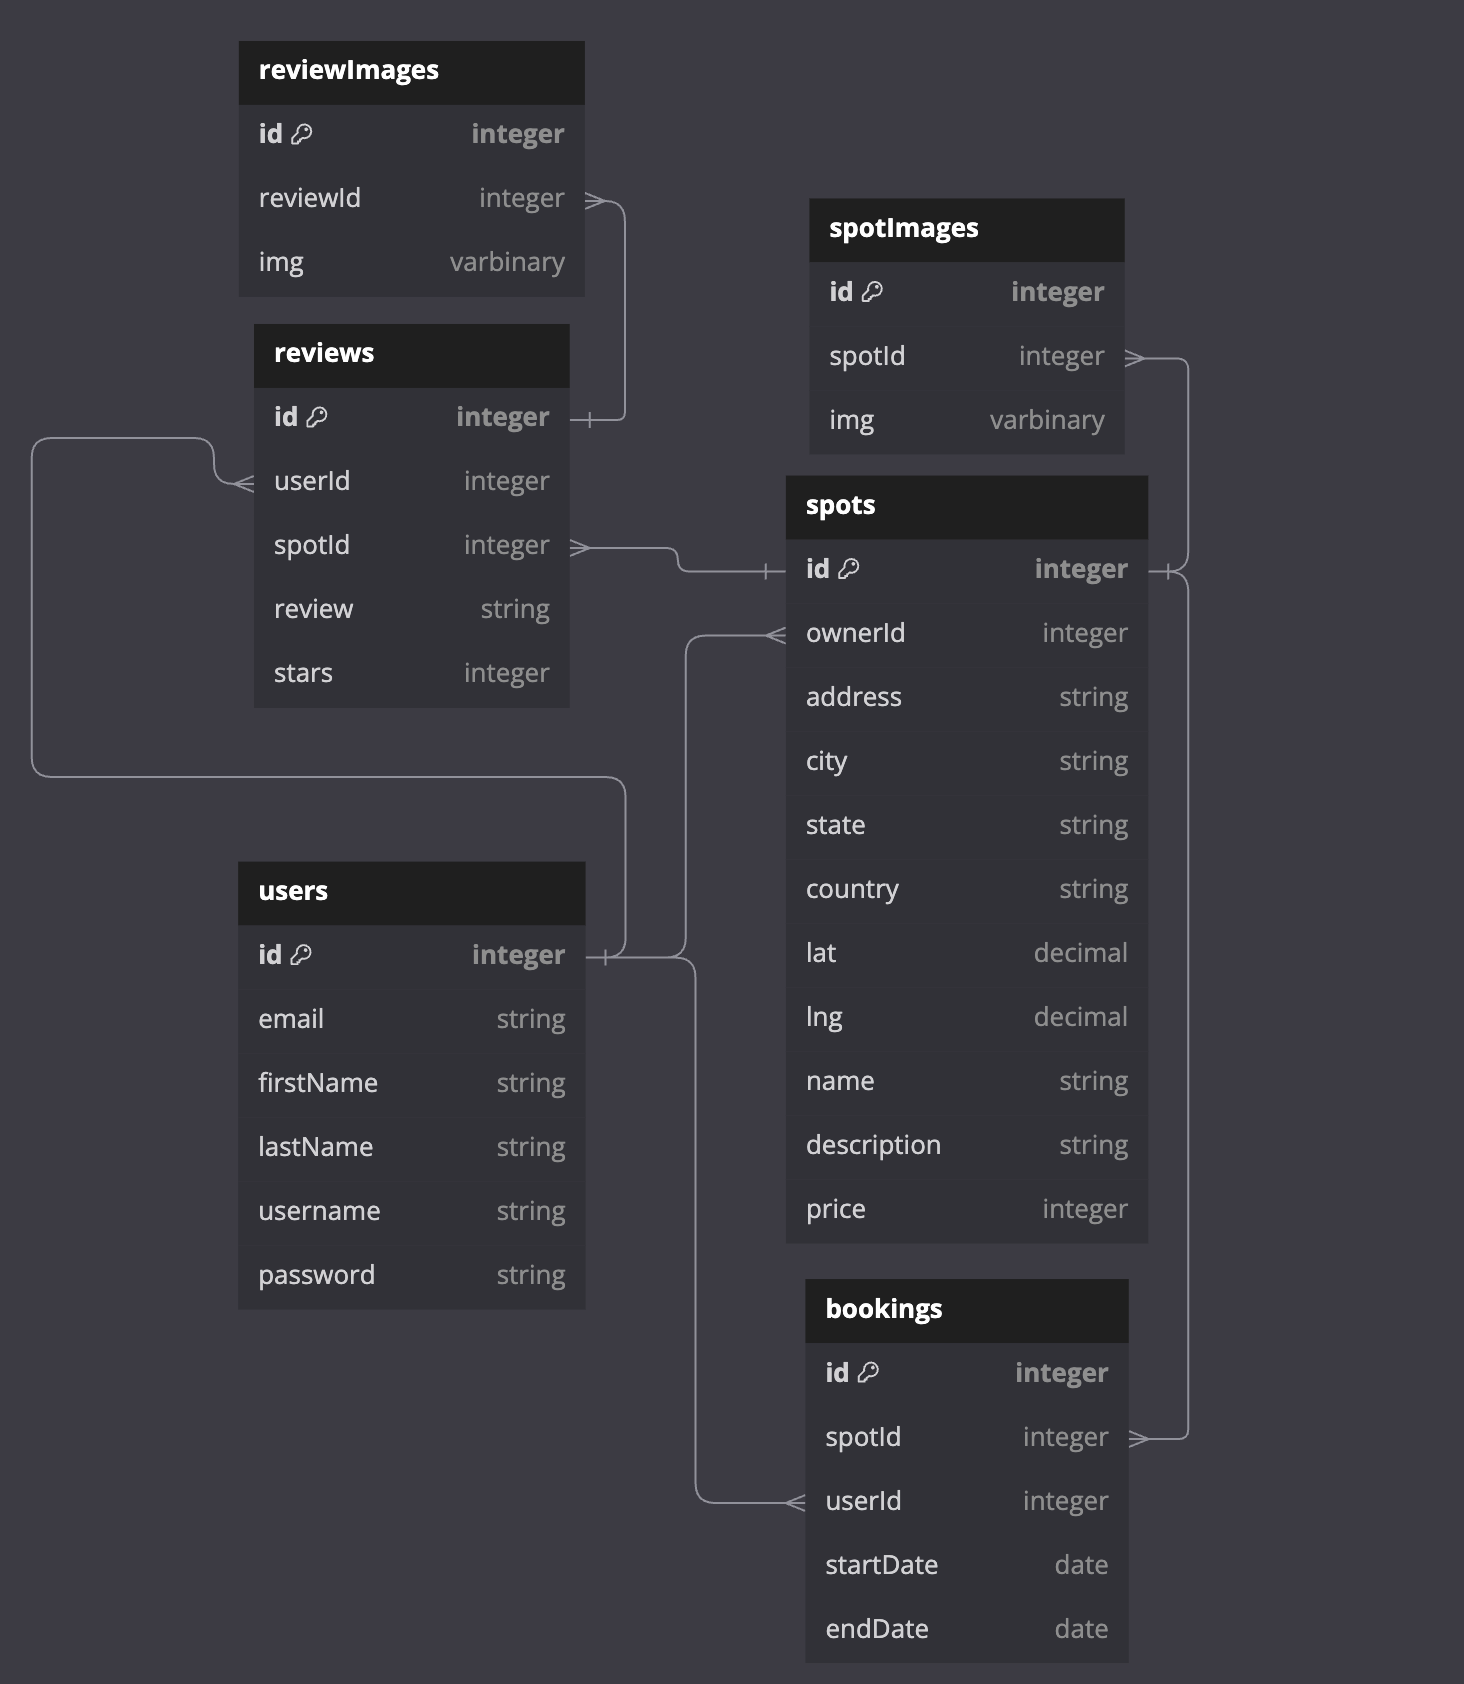 reviewImages
id integer
reviewId integer
img varbinary
reviews
id integer
userId integer
spotId integer
review string
stars integer
users
id integer
email string
firstName string
lastName string
username string
password string
spotImages
id integer
spotId integer
img varbinary
spots
id integer
ownerId integer
address string
city string
state string
country string
lat decimal
lng decimal
name string
description string
price integer
bookings
id integer
spotId integer
userId integer
startDate date
endDate date